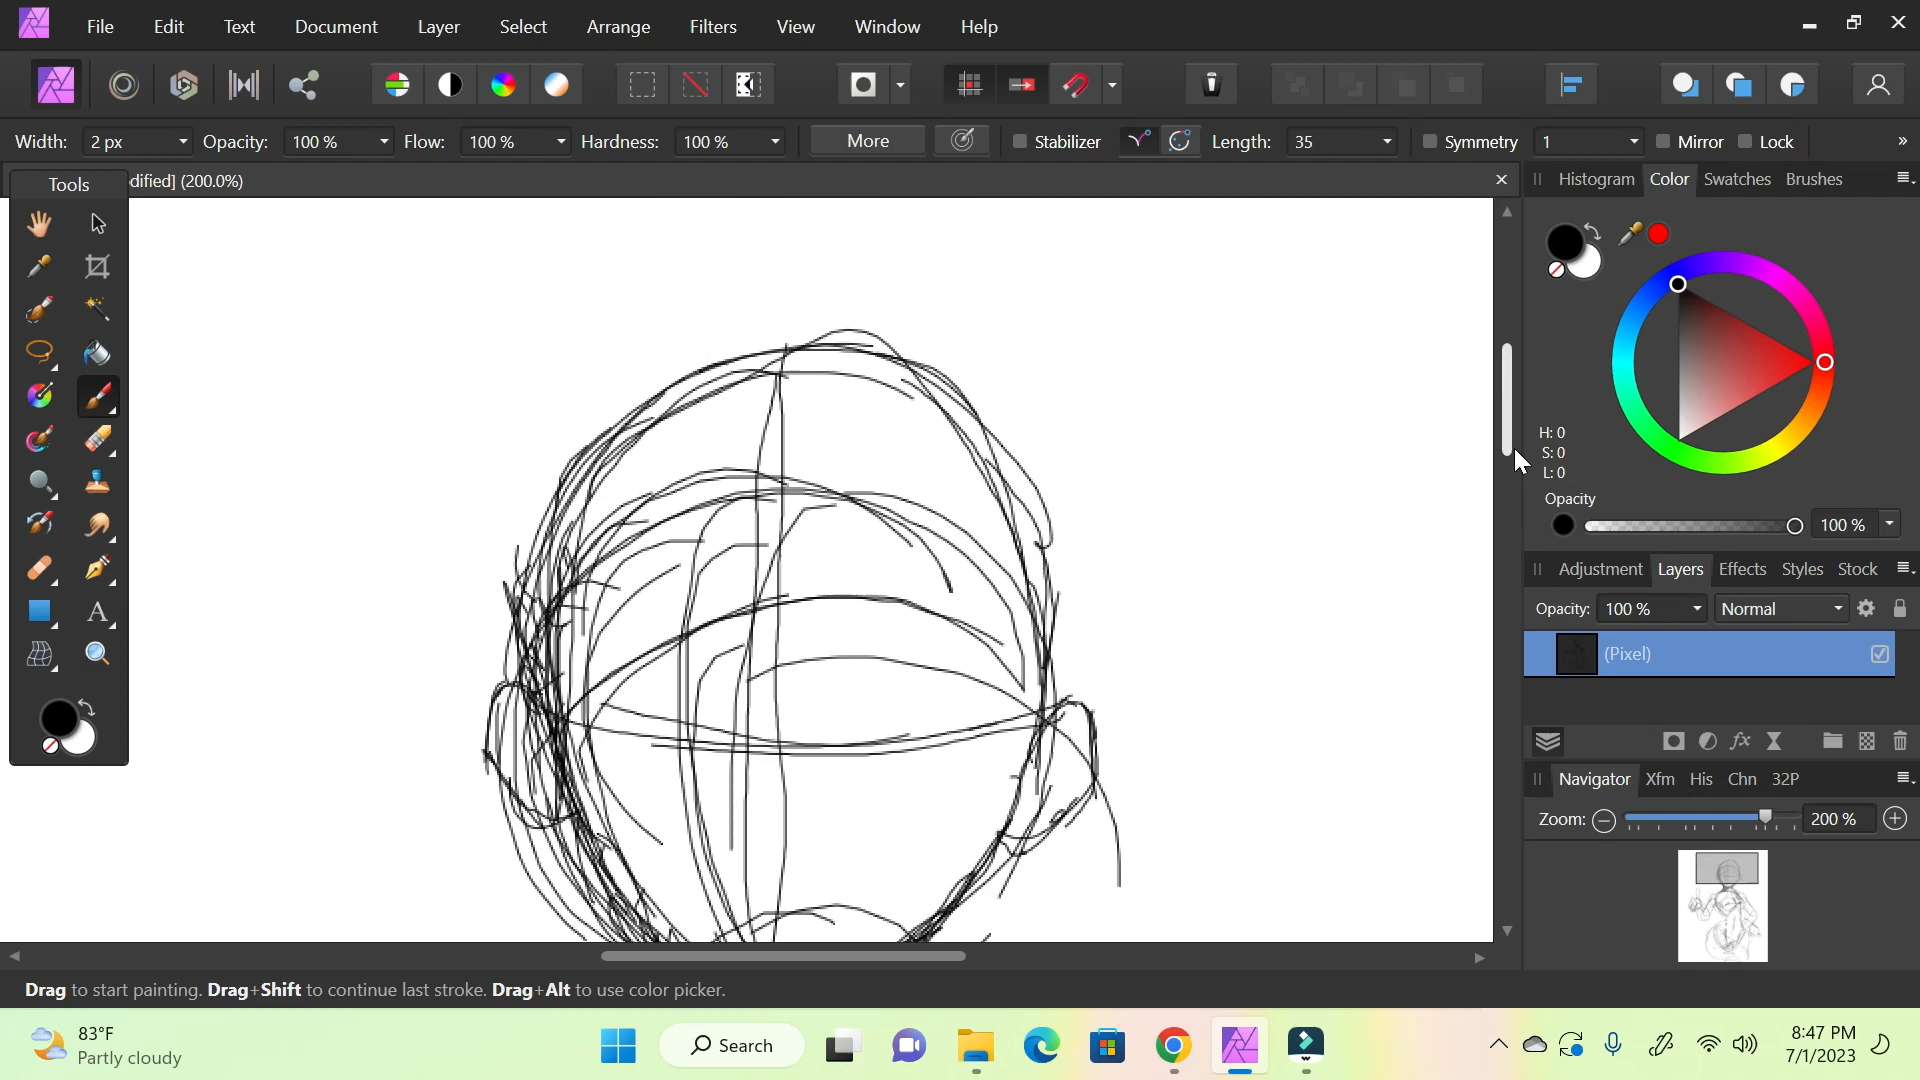 File Edit Text Document Layer Select Arrange Filters View Window Help
Width: 2 px Opacity: 100 % Flow: 100 % Hardness: 100 % More Stabilizer Length: 35 Symmetry 1 Mirror Lock »
Tools
dified] (200.0%)
Histogram Color Swatches Brushes
H: 0
S: 0
L: 0
Opacity
100 %
Adjustment Layers Effects Styles Stock
Opacity: 100 % Normal
(Pixel)
Navigator Xfm His Chn 32P
Zoom: 200 %
Drag to start painting. Drag+Shift to continue last stroke. Drag+Alt to use color picker.
83°F
Partly cloudy
Search
8:47 PM
7/1/2023